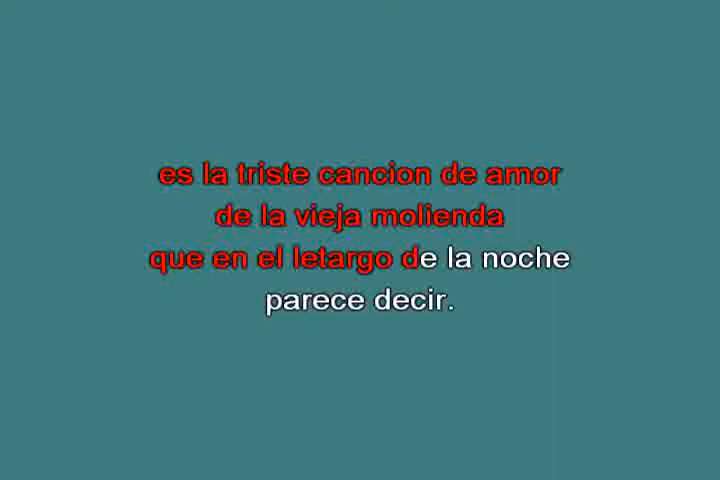 es la triste cancion de amor
de la vieja molienda
que en el letargo de la noche
parece decir.